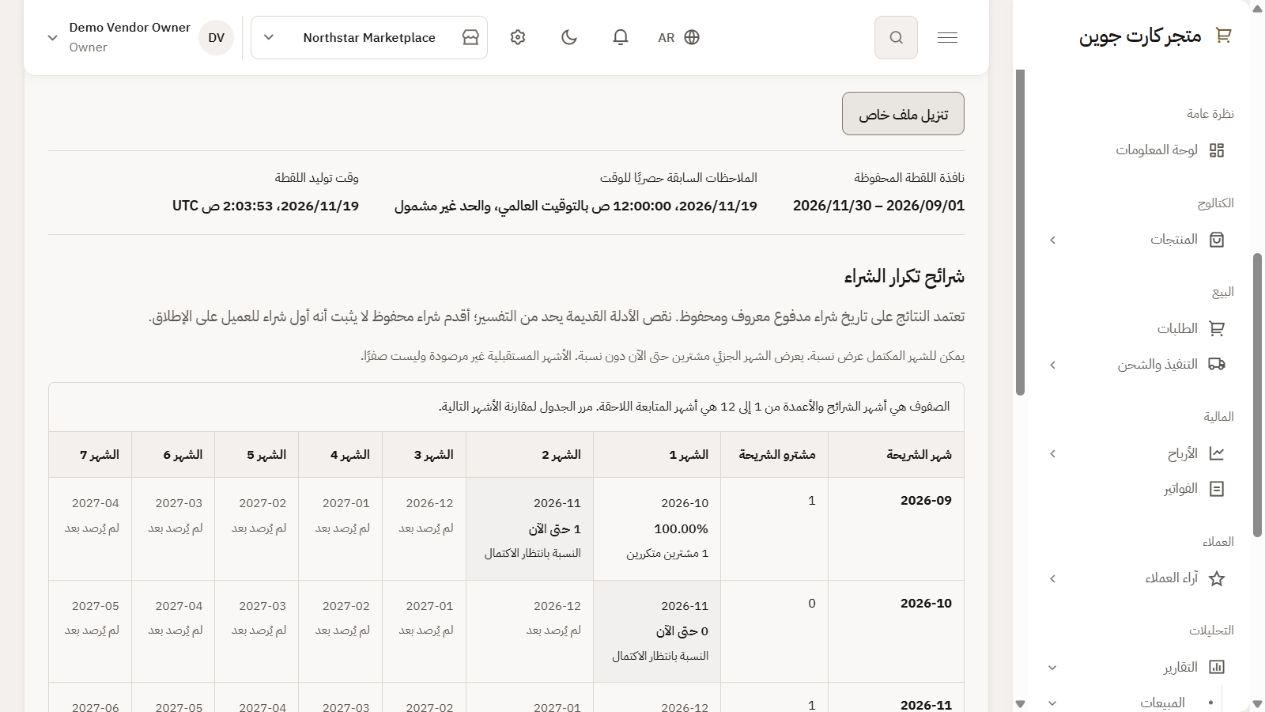 متجر كارت جوين
نظرة عامة
لوحة المعلومات
الكتالوج
المنتجات
البيع
الطلبات
التنفيذ والشحن
المالية
الأرباح
الفواتير
العملاء
آراء العملاء
التحليلات
التقارير
المبيعات
AR
Northstar Marketplace
DV
Demo Vendor Owner
Owner
تنزيل ملف خاص
نافذة اللقطة المحفوظة
2026/09/01 – 2026/11/30
الملاحظات السابقة حصريًا للوقت
2026/11/19، 12:00:00 ص بالتوقيت العالمي، والحد غير مشمول
وقت توليد اللقطة
2026/11/19، 2:03:53 ص UTC
شرائح تكرار الشراء
تعتمد النتائج على تاريخ شراء مدفوع معروف ومحفوظ. نقص الأدلة القديمة يحد من التفسير؛ أقدم شراء محفوظ لا يثبت أنه أول شراء للعميل على الإطلاق.
يمكن للشهر المكتمل عرض نسبة. يعرض الشهر الجزئي مشترين حتى الآن دون نسبة. الأشهر المستقبلية غير مرصودة وليست صفرًا.
الصفوف هي أشهر الشرائح والأعمدة من 1 إلى 12 هي أشهر المتابعة اللاحقة. مرر الجدول لمقارنة الأشهر التالية.
شهر الشريحة مشترو الشريحة الشهر 1 الشهر 2 الشهر 3 الشهر 4 الشهر 5 الشهر 6 الشهر 7
2026-09 1 2026-10 2026-11 2026-12 2027-01 2027-02 2027-03 2027-04
100.00% 1 حتى الآن لم يُرصد بعد لم يُرصد بعد لم يُرصد بعد لم يُرصد بعد لم يُرصد بعد
1 مشترين متكررين النسبة بانتظار الاكتمال
2026-10 0 2026-11 2026-12 2027-01 2027-02 2027-03 2027-04 2027-05
0 حتى الآن لم يُرصد بعد لم يُرصد بعد لم يُرصد بعد لم يُرصد بعد لم يُرصد بعد لم يُرصد بعد
النسبة بانتظار الاكتمال
2026-11 1 2026-12 2027-01 2027-02 2027-03 2027-04 2027-05 2027-06